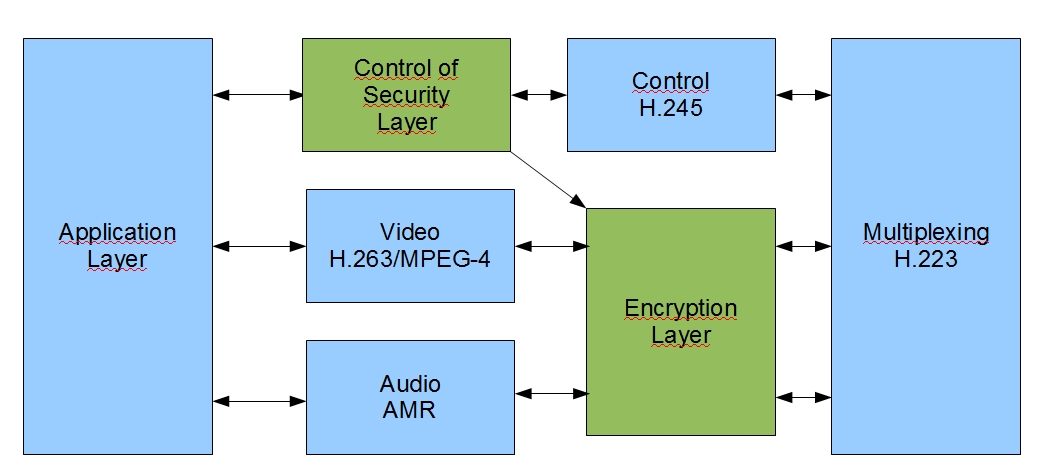 Control of
Security
Layer
Control
H.245
Application
Layer
Video
H.263/MPEG-4
Multiplexing
H.223
Encryption
Layer
Audio
AMR